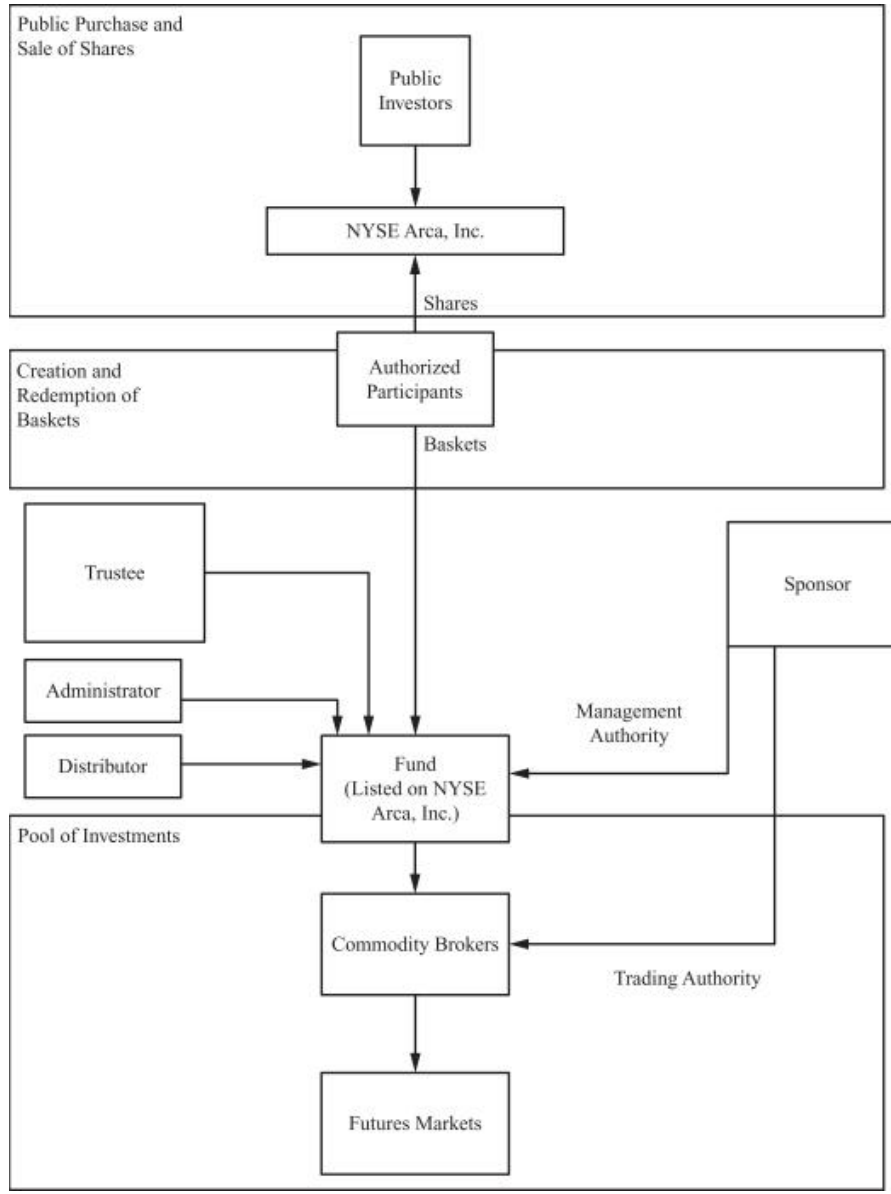 Public Purchase and
Sale of Shares
Public
Investors
NYSE Arca, Inc.
Shares
Creation and
Redemption of
Baskets
Authorized
Participants
Baskets
Trustee
Sponsor
Administrator
Management
Authority
Distributor
Fund
(Listed on NYSE
Arca, Inc.)
Pool of Investments
Commodity Brokers
Trading Authority
Futures Markets